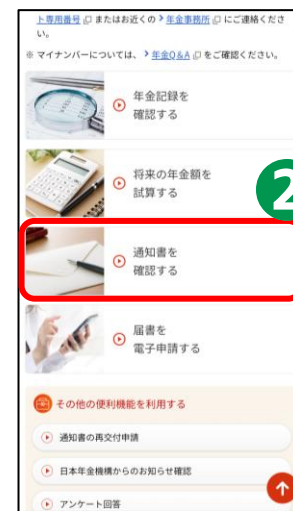 ト専用番号 またはお近くの 年金事務所 にご連絡くださ
い。
※ マイナンバーについては、 年金Q&A をご確認ください。
年金記録を
確認する
将来の年金額を
試算する
2
通知書を
確認する
届書を
電子申請する
その他の便利機能を利用する
通知書の再交付申請
日本年金機構からのお知らせ確認
アンケート回答